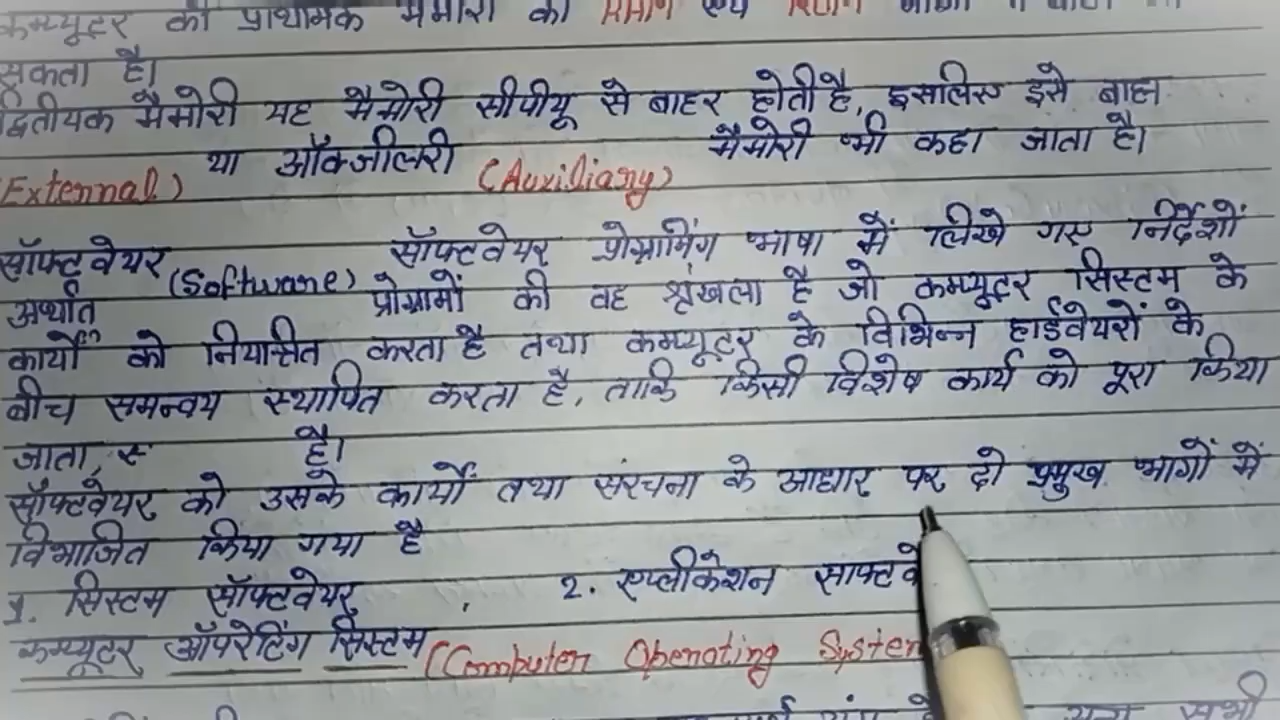 कम्प्यूटर की प्राथमिक मैमोरी को RAM एवं ROM
सकता है।
द्वितीयक मैमोरी यह मैमोरी सीपीयू से बाहर होती है, इसलिए इसे बाह्य
(External) या ऑक्जीलरी (Auxiliary) मैमोरी भी कहा जाता है।
सॉफ्टवेयर (Software) सॉफ्टवेयर प्रोग्रामिंग भाषा में लिखे गए निर्देशों
अर्थात प्रोग्रामों की वह श्रृंखला है जो कम्प्यूटर सिस्टम के
कार्यों को नियन्त्रित करता है तथा कम्प्यूटर के विभिन्न हार्डवेयरों के
बीच समन्वय स्थापित करता है, ताकि किसी विशेष कार्य को पूरा किया
जाता, है।
सॉफ्टवेयर को उसके कार्यों तथा संरचना के आधार पर दो प्रमुख भागों में
विभाजित किया गया है
1. सिस्टम सॉफ्टवेयर 2. एप्लीकेशन साफ्टवे
कम्प्यूटर ऑपरेटिंग सिस्टम (Computer Operating System